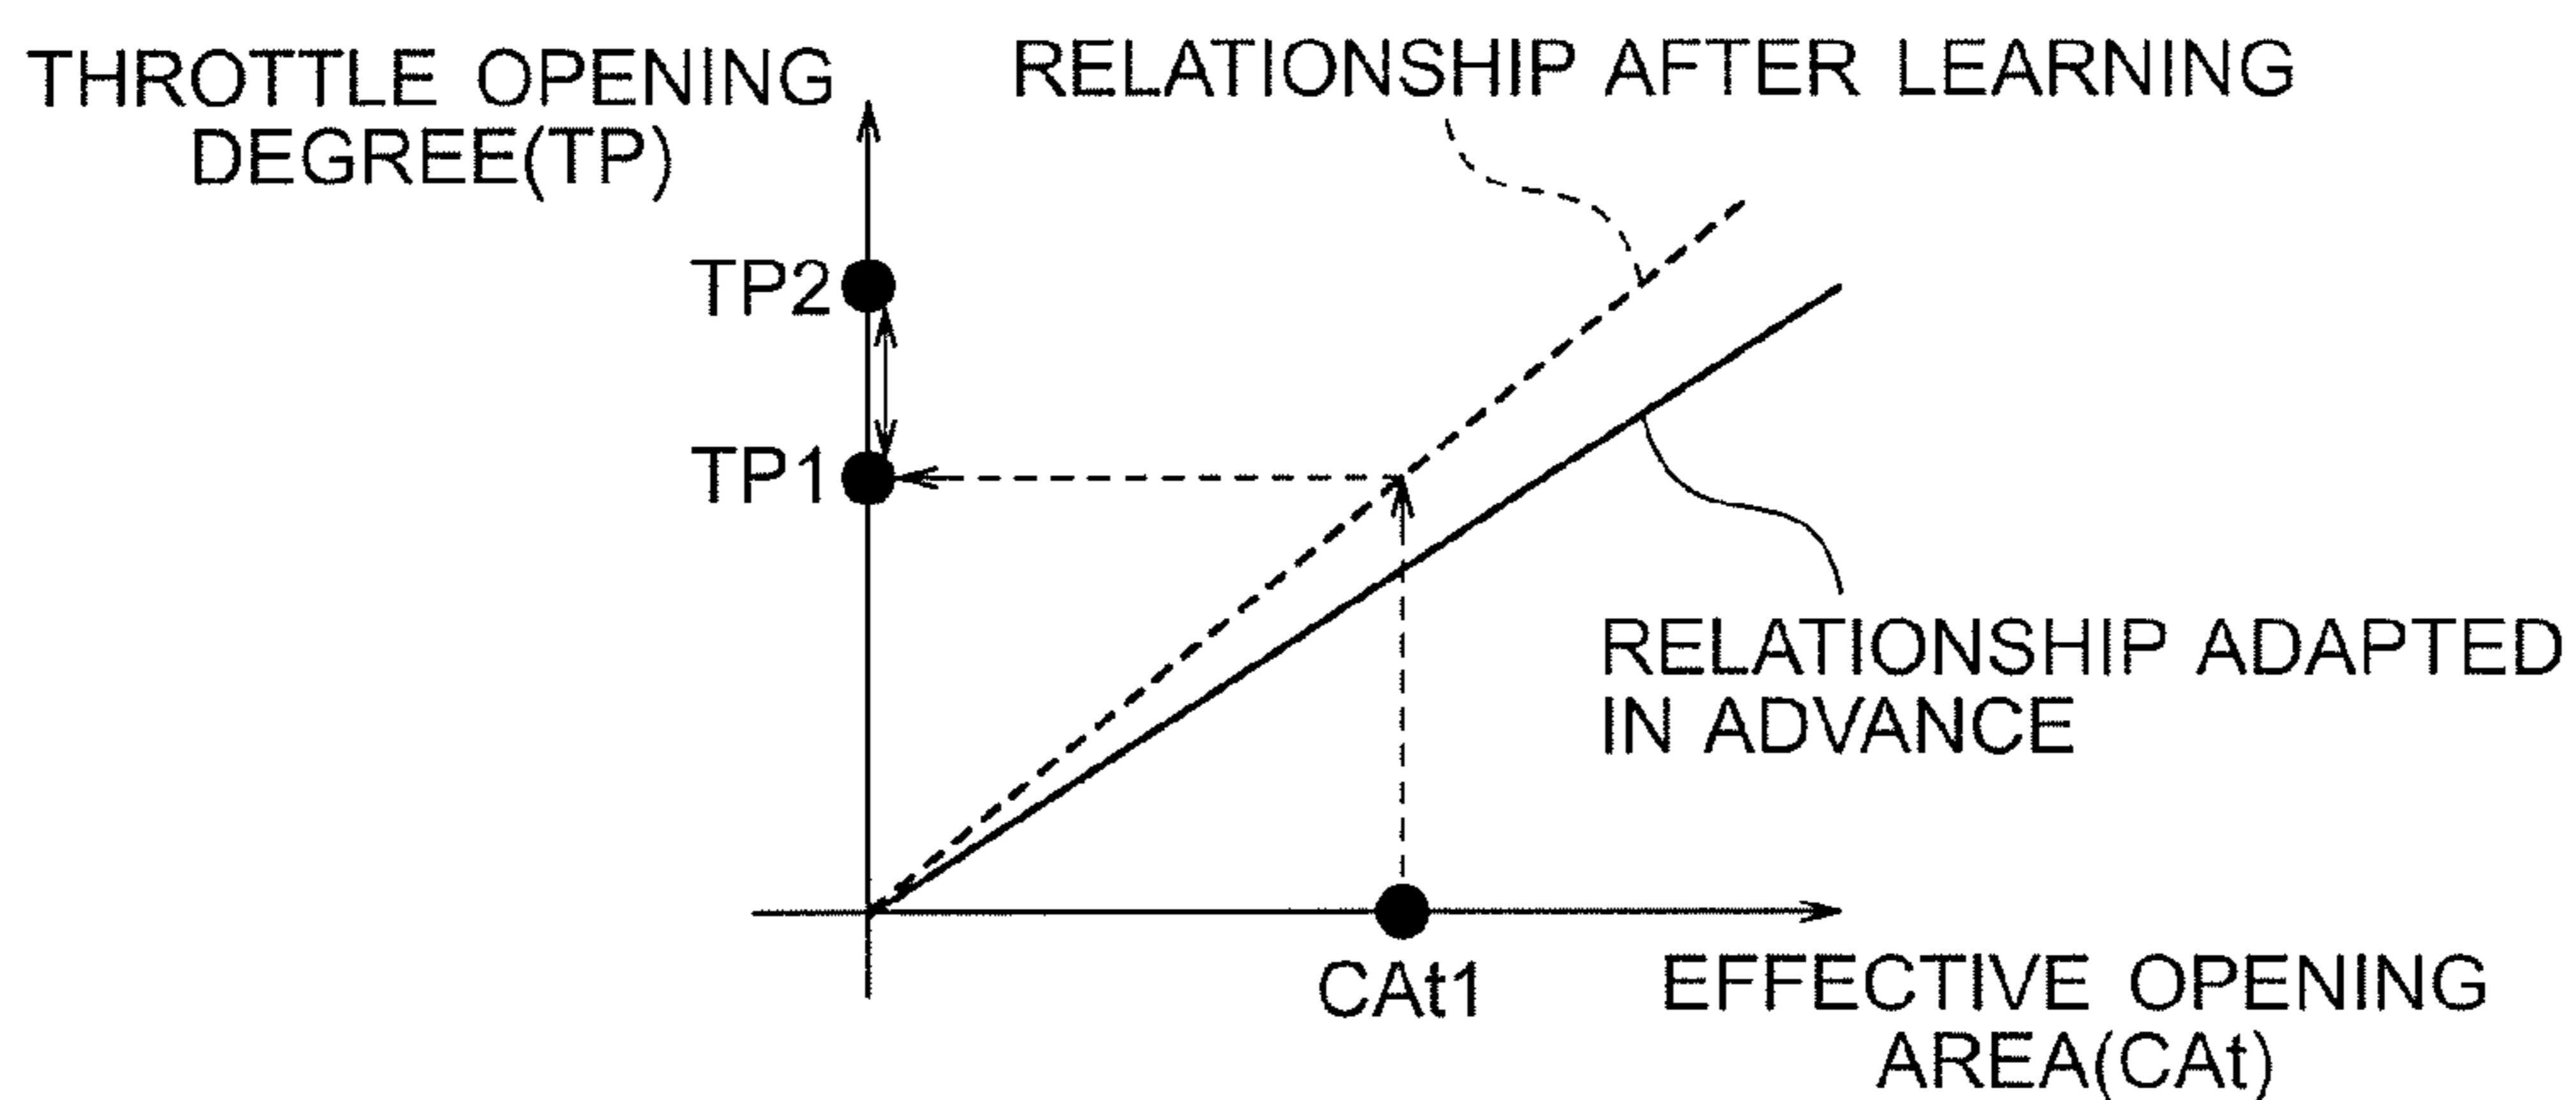 THROTTLE OPENING
DEGREE(TP)
RELATIONSHIP AFTER LEARNING
TP2
TP1
RELATIONSHIP ADAPTED
IN ADVANCE
CAt1
EFFECTIVE OPENING
AREA(CAt)